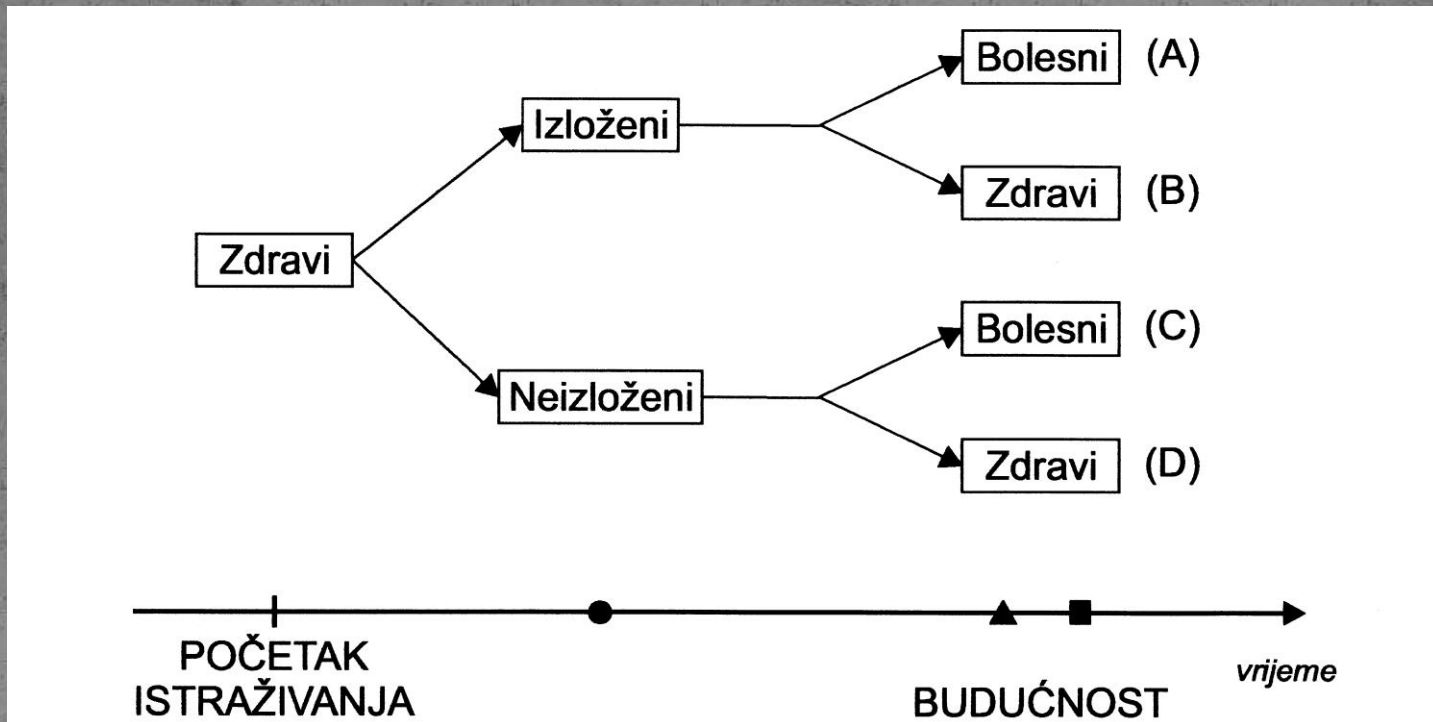 Bolesni (A)
Izloženi
Zdravi (B)
Zdravi
Bolesni (C)
Neizloženi
Zdravi (D)
POČETAK
ISTRAŽIVANJA
BUDUĆNOST
vrijeme